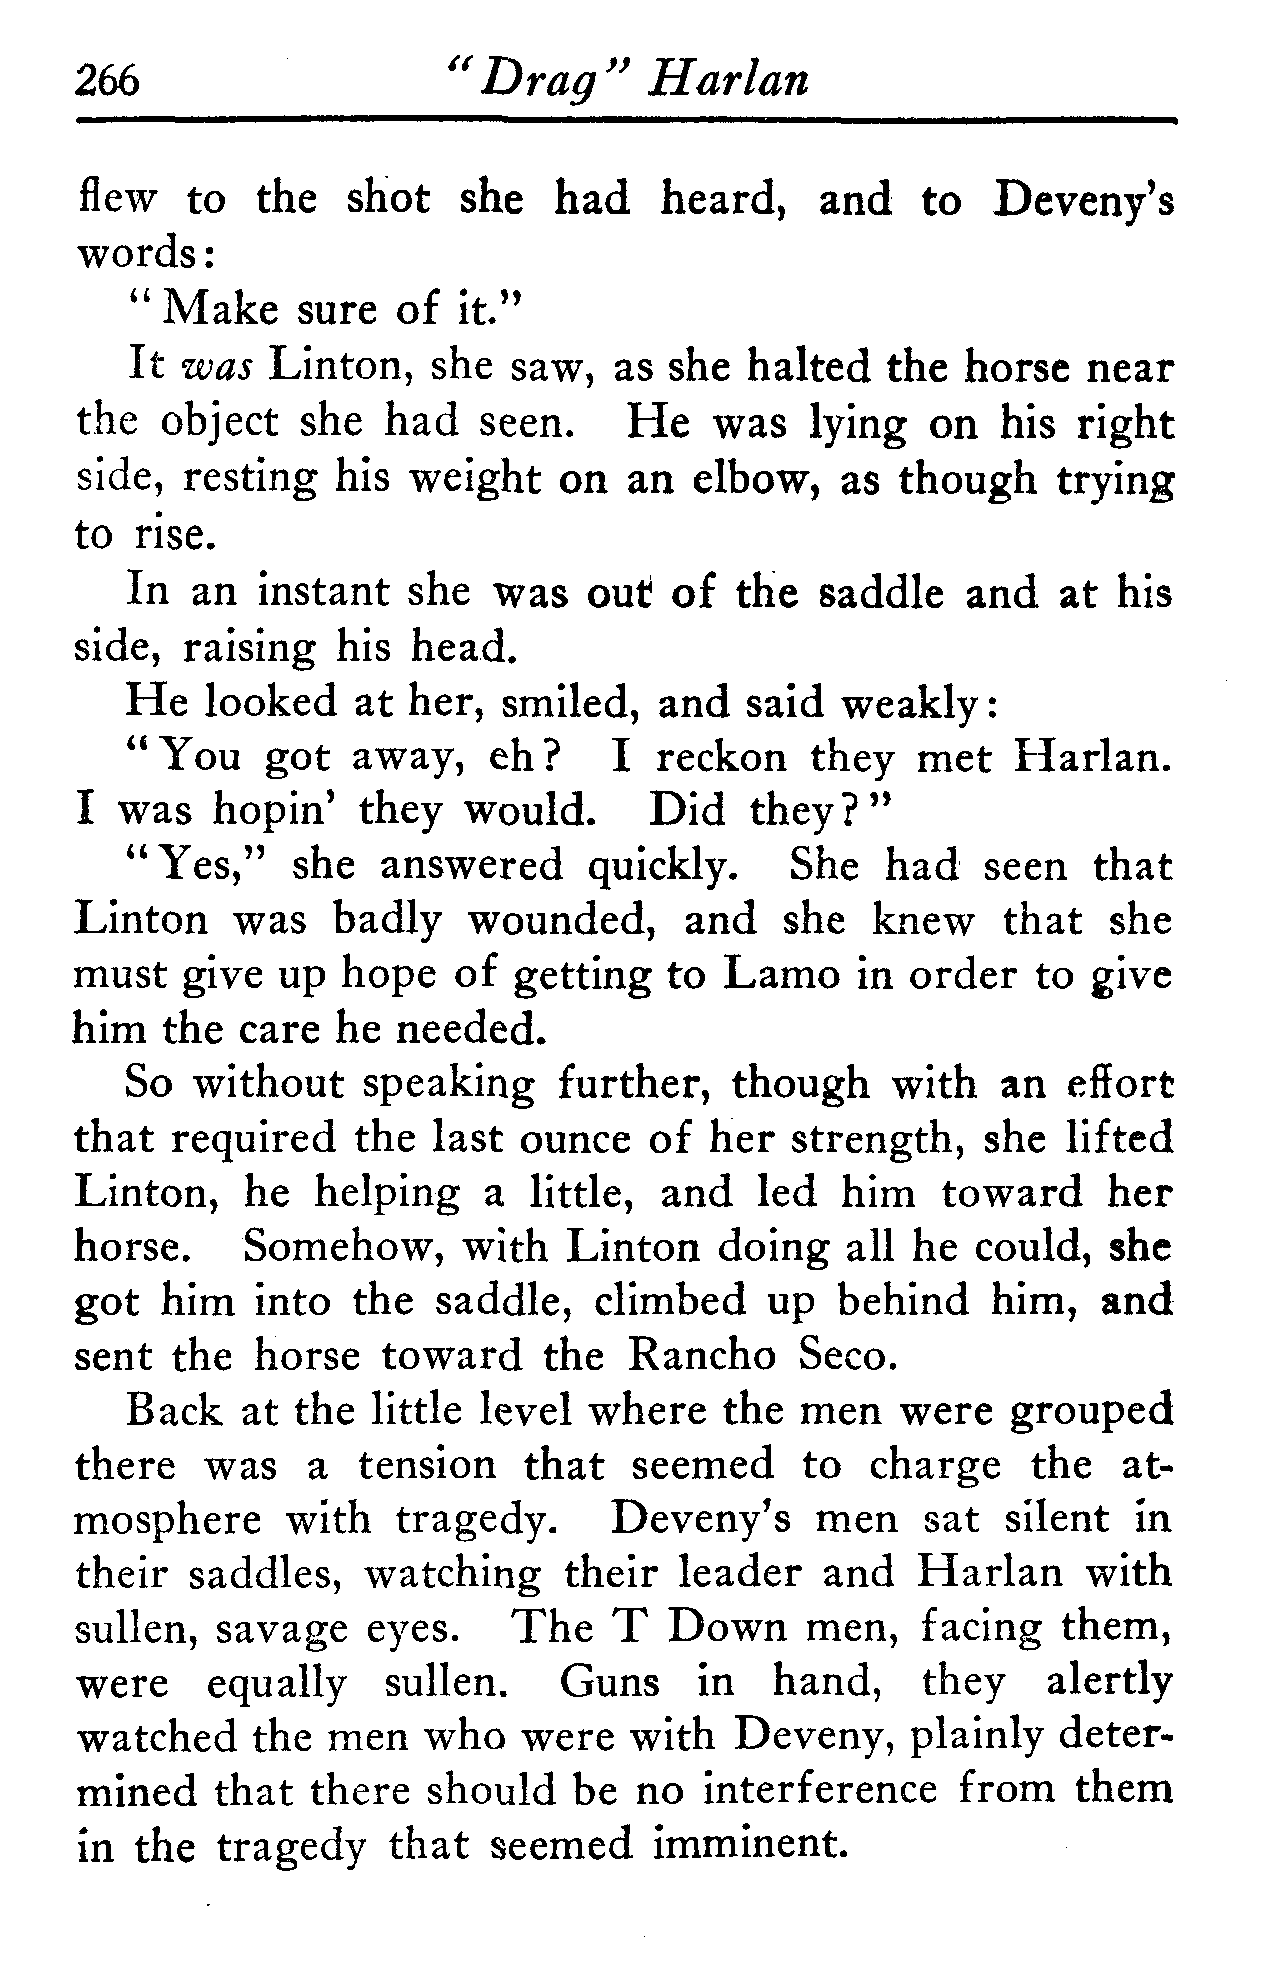 266 "Drag" Harlan
flew to the shot she had heard, and to Deveny's
words:
"Make sure of it."
It was Linton, she saw, as she halted the horse near
the object she had seen. He was lying on his right
side, resting his weight on an elbow, as though trying
to rise.
In an instant she was out of the saddle and at his
side, raising his head.
He looked at her, smiled, and said weakly:
"You got away, eh? I reckon they met Harlan.
I was hopin' they would. Did they?"
"Yes," she answered quickly. She had seen that
Linton was badly wounded, and she knew that she
must give up hope of getting to Lamo in order to give
him the care he needed.
So without speaking further, though with an effort
that required the last ounce of her strength, she lifted
Linton, he helping a little, and led him toward her
horse. Somehow, with Linton doing all he could, she
got him into the saddle, climbed up behind him, and
sent the horse toward the Rancho Seco.
Back at the little level where the men were grouped
there was a tension that seemed to charge the at-
mosphere with tragedy. Deveny's men sat silent in
their saddles, watching their leader and Harlan with
sullen, savage eyes. The T Down men, facing them,
were equally sullen. Guns in hand, they alertly
watched the men who were with Deveny, plainly deter-
mined that there should be no interference from them
in the tragedy that seemed imminent.